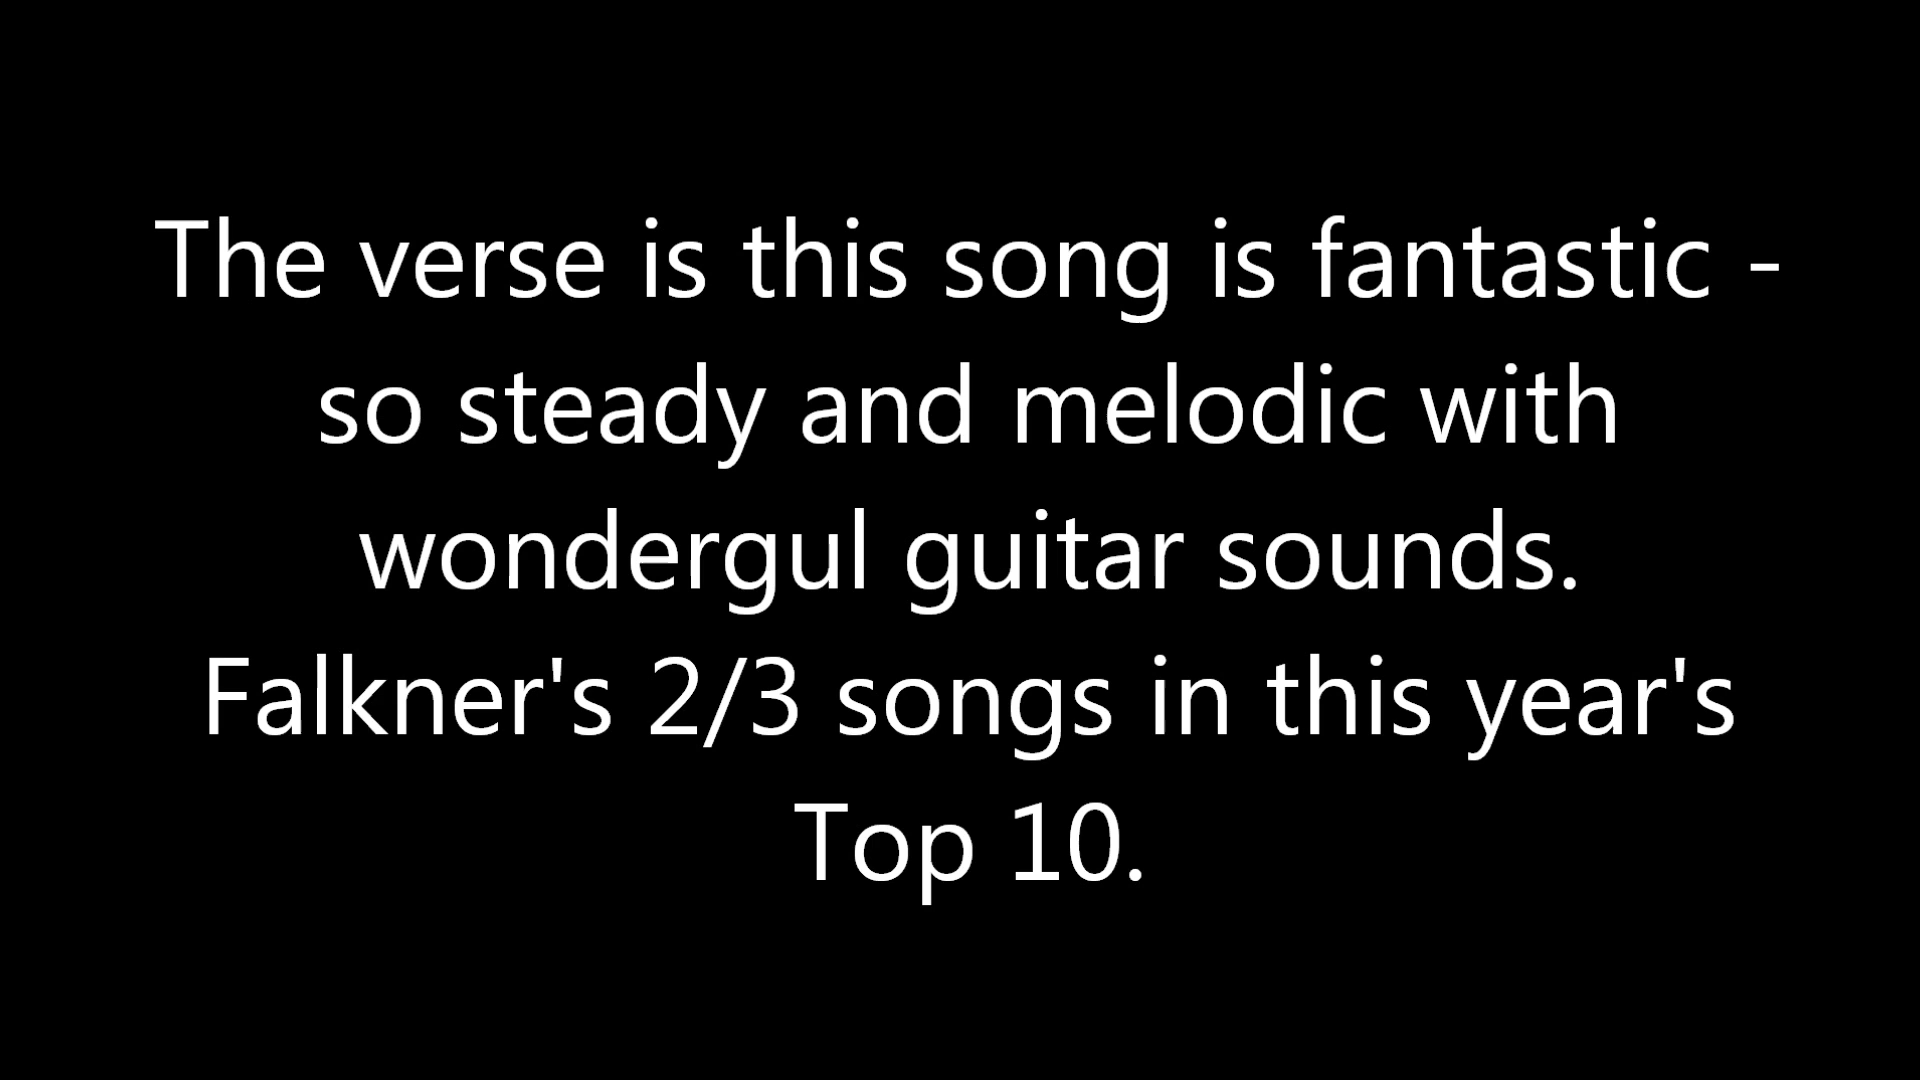 The verse is this song is fantastic -
so steady and melodic with
wondergul guitar sounds.
Falkner's 2/3 songs in this year's
Top 10.